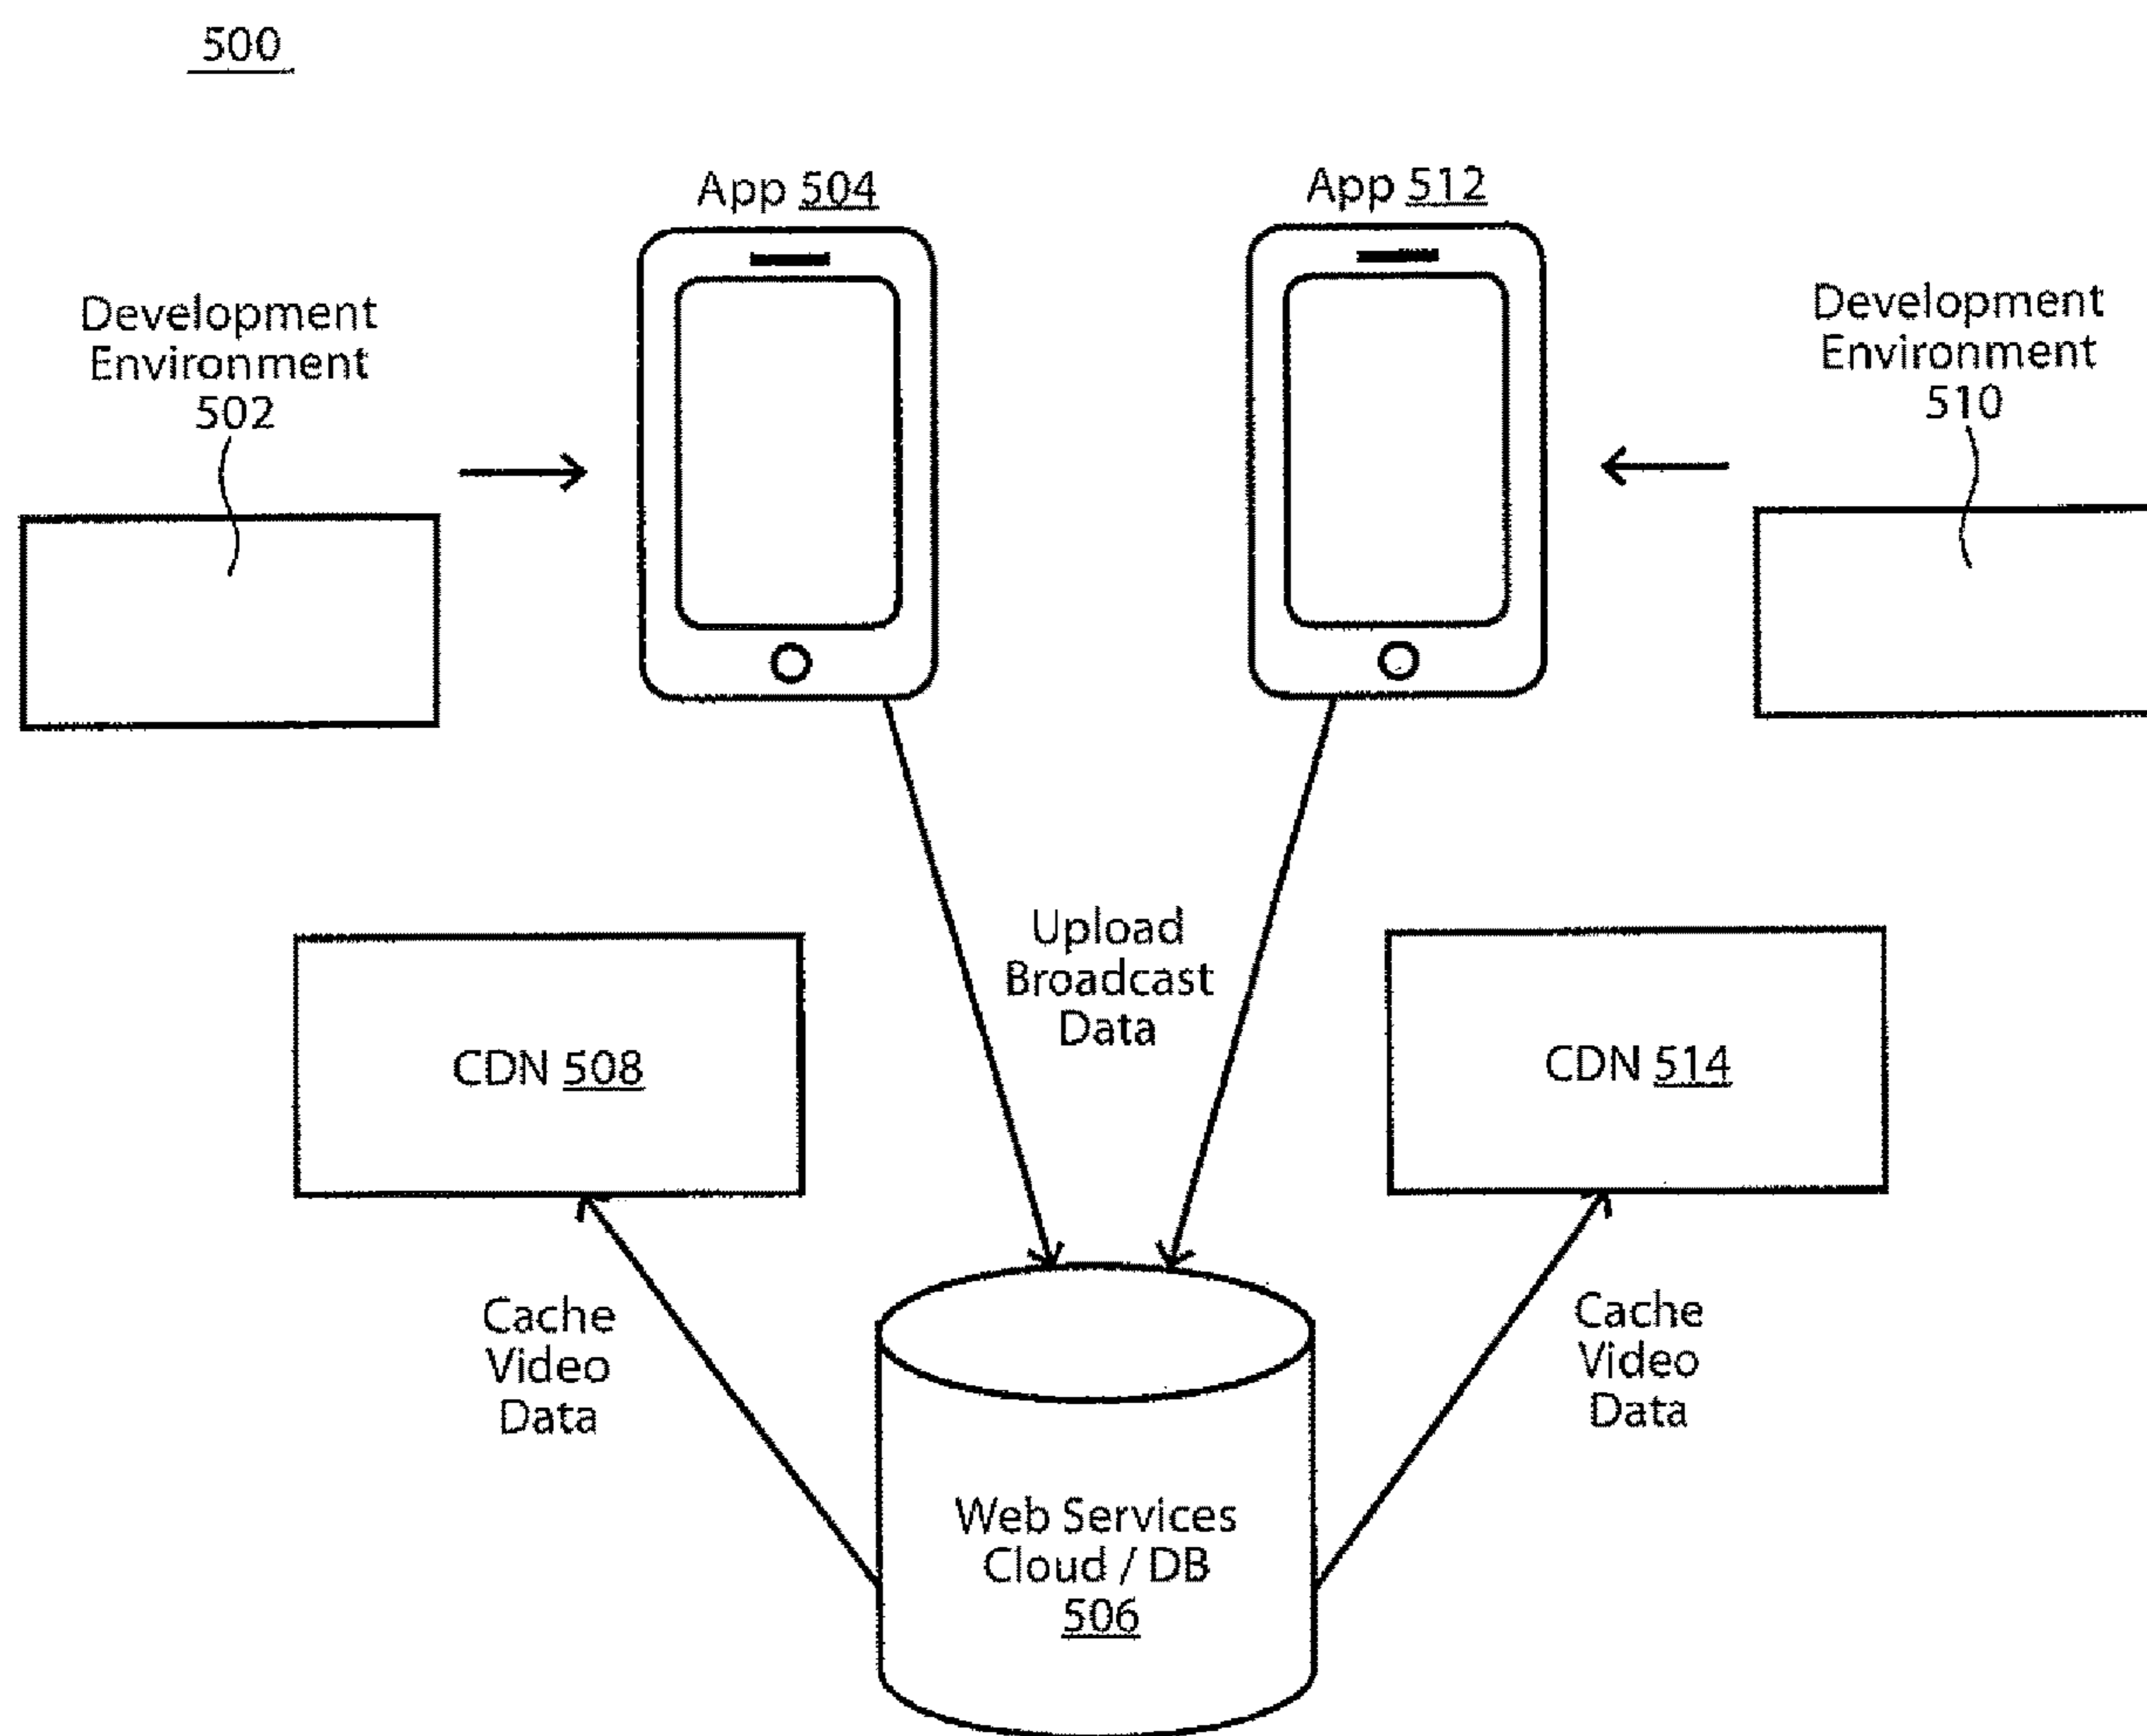 500
App 504
App 512
Development
Environment
502
Development
Environment
510
Upload
Broadcast
Data
CDN 508
CDN 514
Cache
Video
Data
Cache
Video
Data
Web Services
Cloud / DB
506